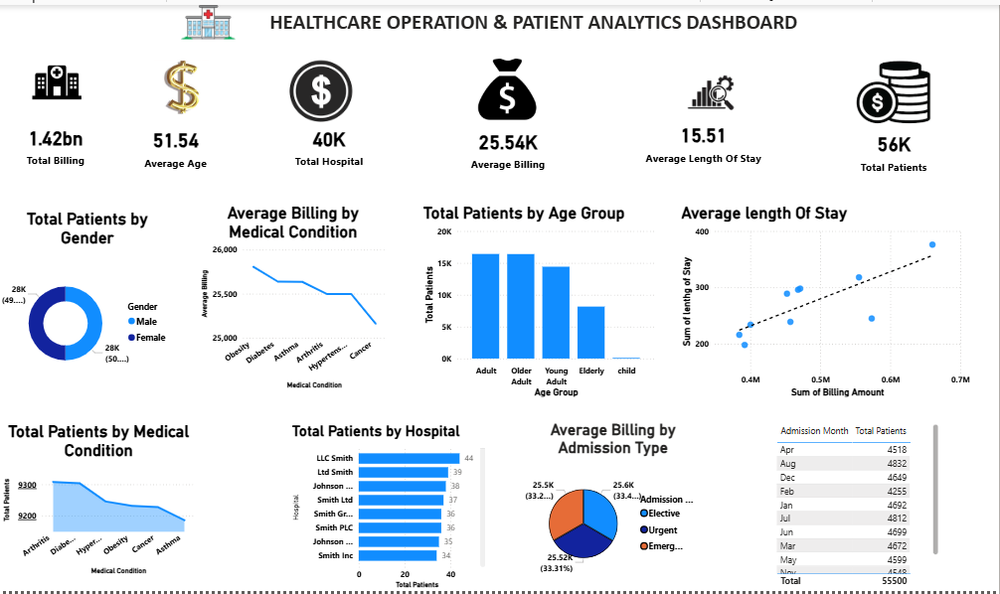 HEALTHCARE OPERATION & PATIENT ANALYTICS DASHBOARD
1.42bn
Total Billing
51.54
Average Age
40K
Total Hospital
25.54K
Average Billing
15.51
Average Length Of Stay
56K
Total Patients
Total Patients by
Gender
28K
(49....)
28K
(50....)
Gender
Male
Female
Average Billing by
Medical Condition
Average Billing
26,000
25,500
25,000
Obesity
Diabetes
Asthma
Arthritis
Hypertens...
Cancer
Medical Condition
Total Patients by Age Group
Total Patients
20K
15K
10K
5K
0K
Adult
Older
Adult
Young
Adult
Elderly
child
Age Group
Average length Of Stay
Sum of lenthg of Stay
400
300
200
0.4M
0.5M
0.6M
0.7M
Sum of Billing Amount
Total Patients by Medical
Condition
Total Patients
9300
9200
Arthritis
Diabe...
Hyper...
Obesity
Cancer
Asthma
Medical Condition
Total Patients by Hospital
Hospital
LLC Smith 44
Ltd Smith 39
Johnson ... 38
Smith Ltd 37
Smith Gr... 36
Smith PLC 36
Johnson ... 35
Smith Inc 34
0 20 40
Total Patients
Average Billing by
Admission Type
25.5K
(33.2...)
25.6K
(33.4...)
25.52K
(33.31%)
Admission ...
Elective
Urgent
Emerg...
Admission Month Total Patients
Apr 4518
Aug 4832
Dec 4649
Feb 4255
Jan 4692
Jul 4812
Jun 4699
Mar 4672
May 4599
Nov 4548
Total 55500